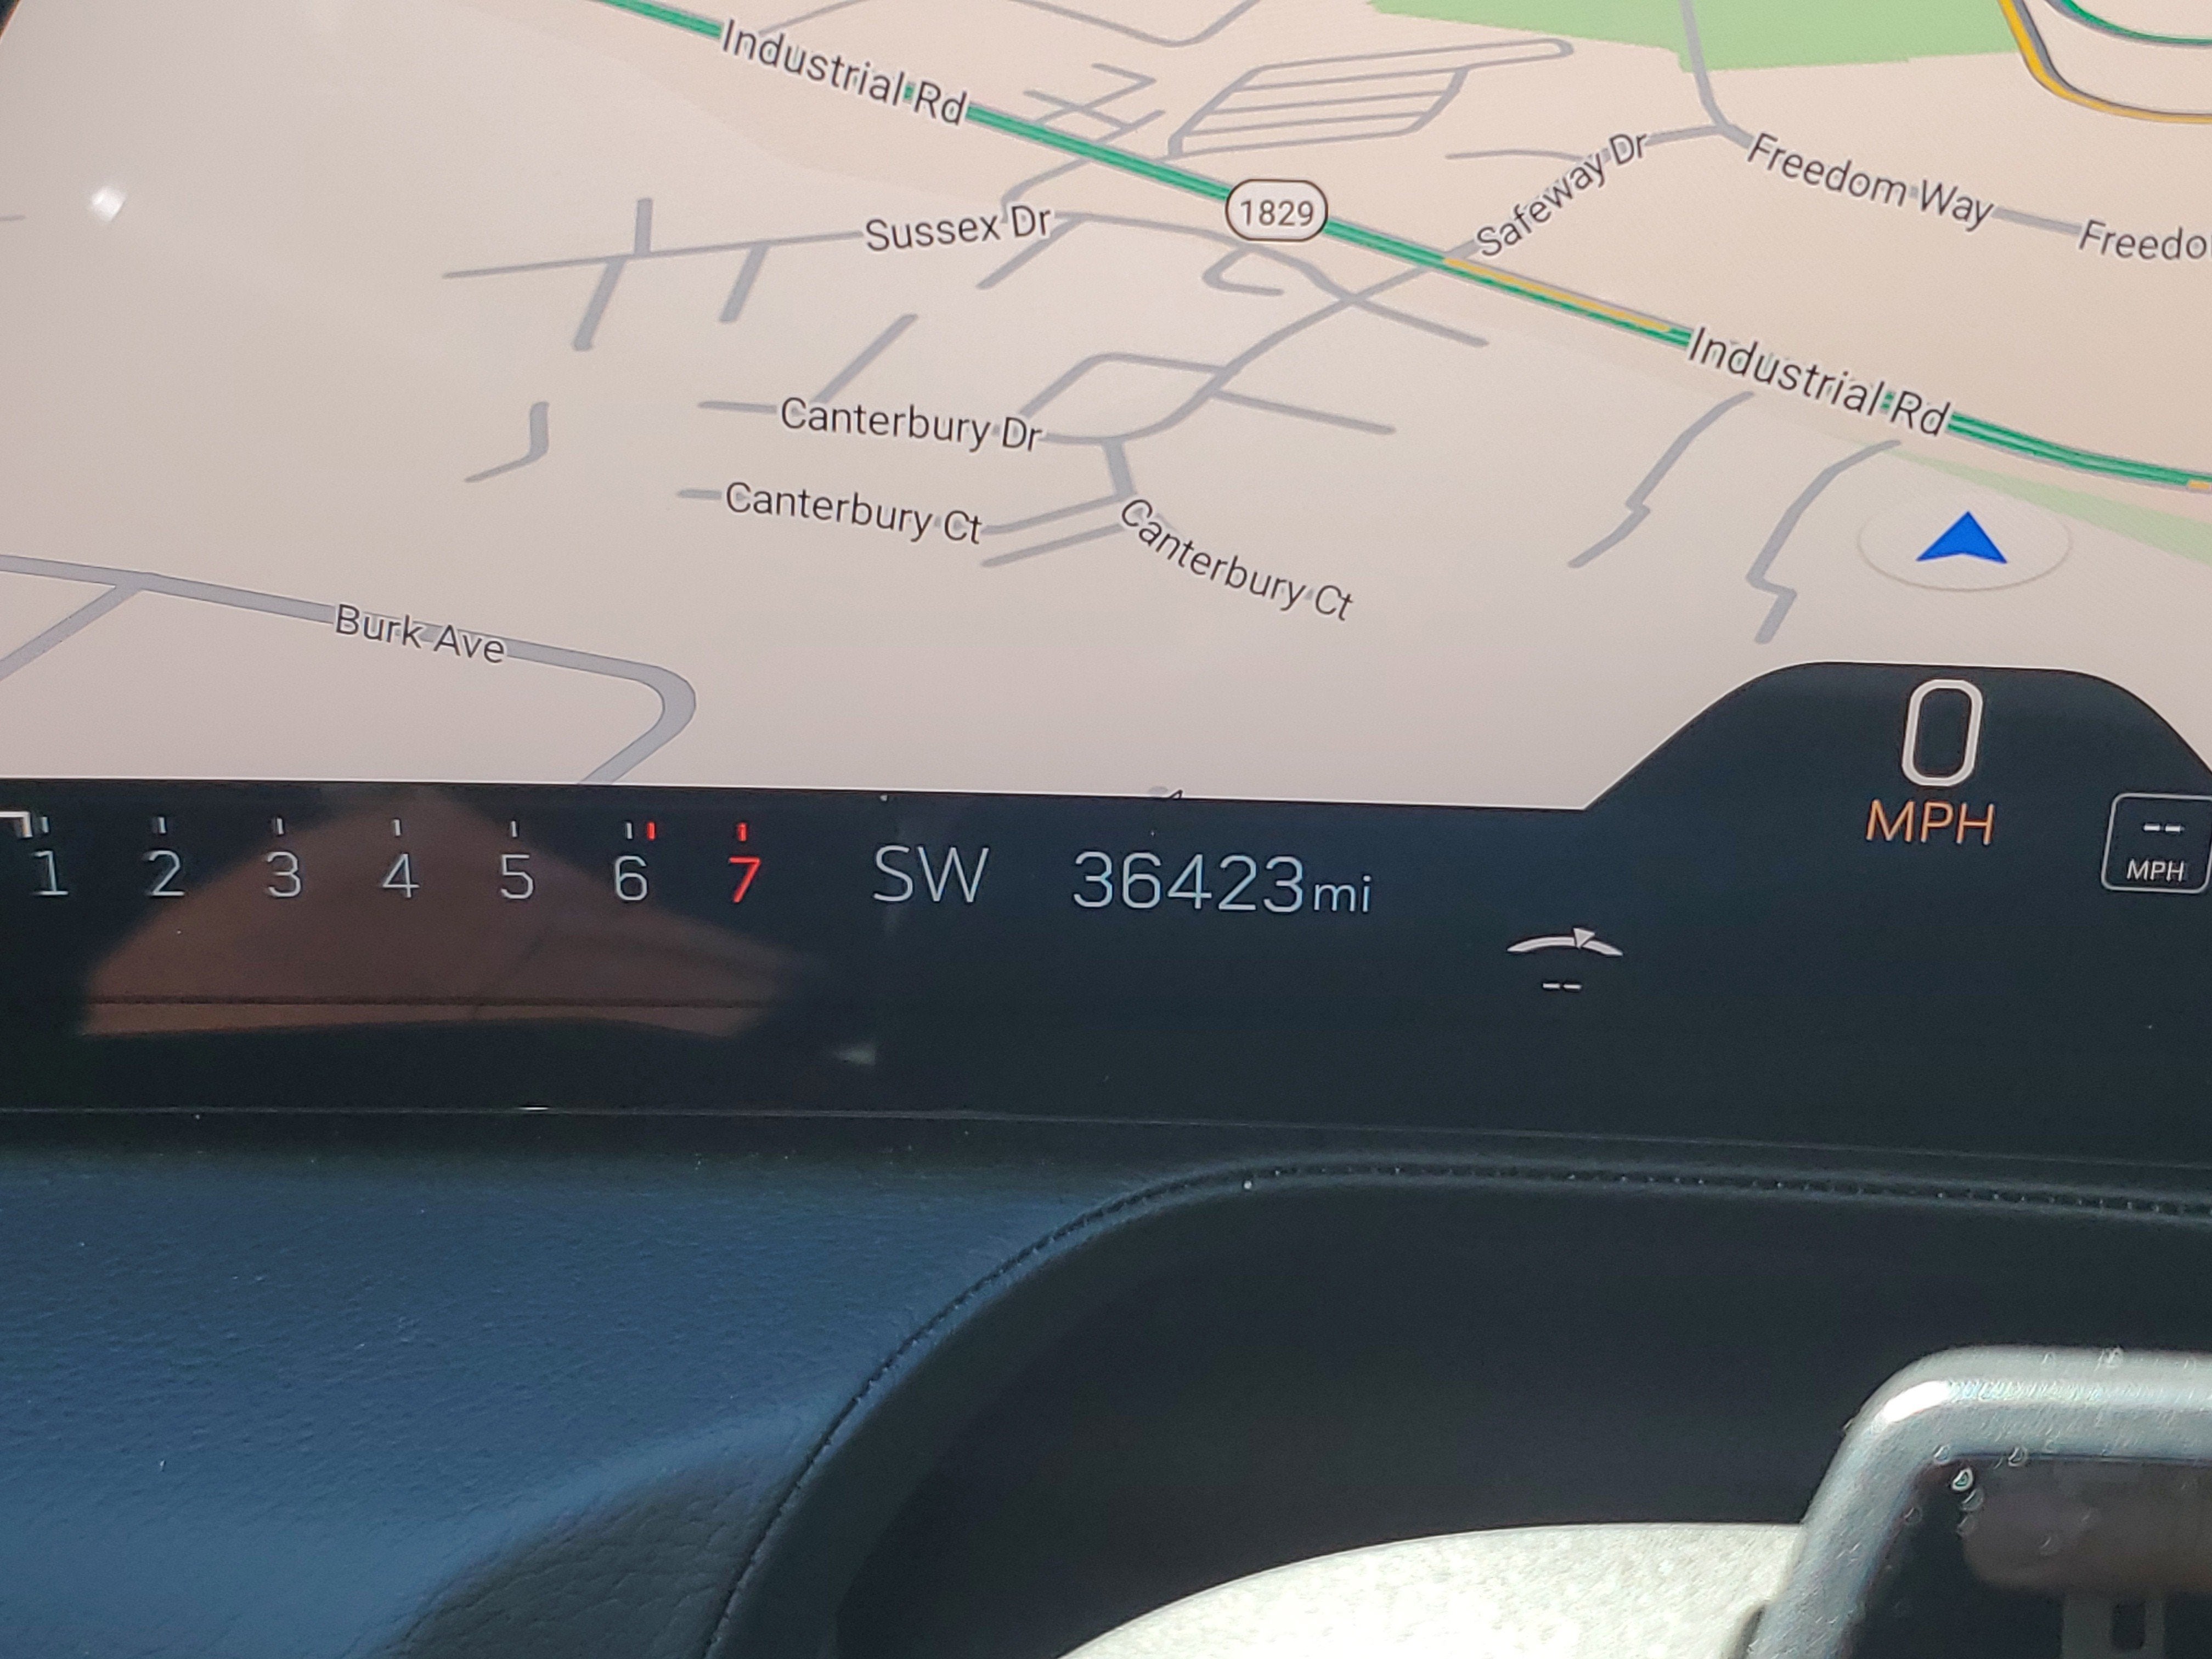 Industrial Rd
1829
Safeway Dr
Freedom Way
Freedo
Sussex Dr
Industrial Rd
Canterbury Dr
Canterbury Ct
Canterbury Ct
Burk Ave
0
MPH
--
MPH
1 2 3 4 5 6 7
SW 36423mi
--